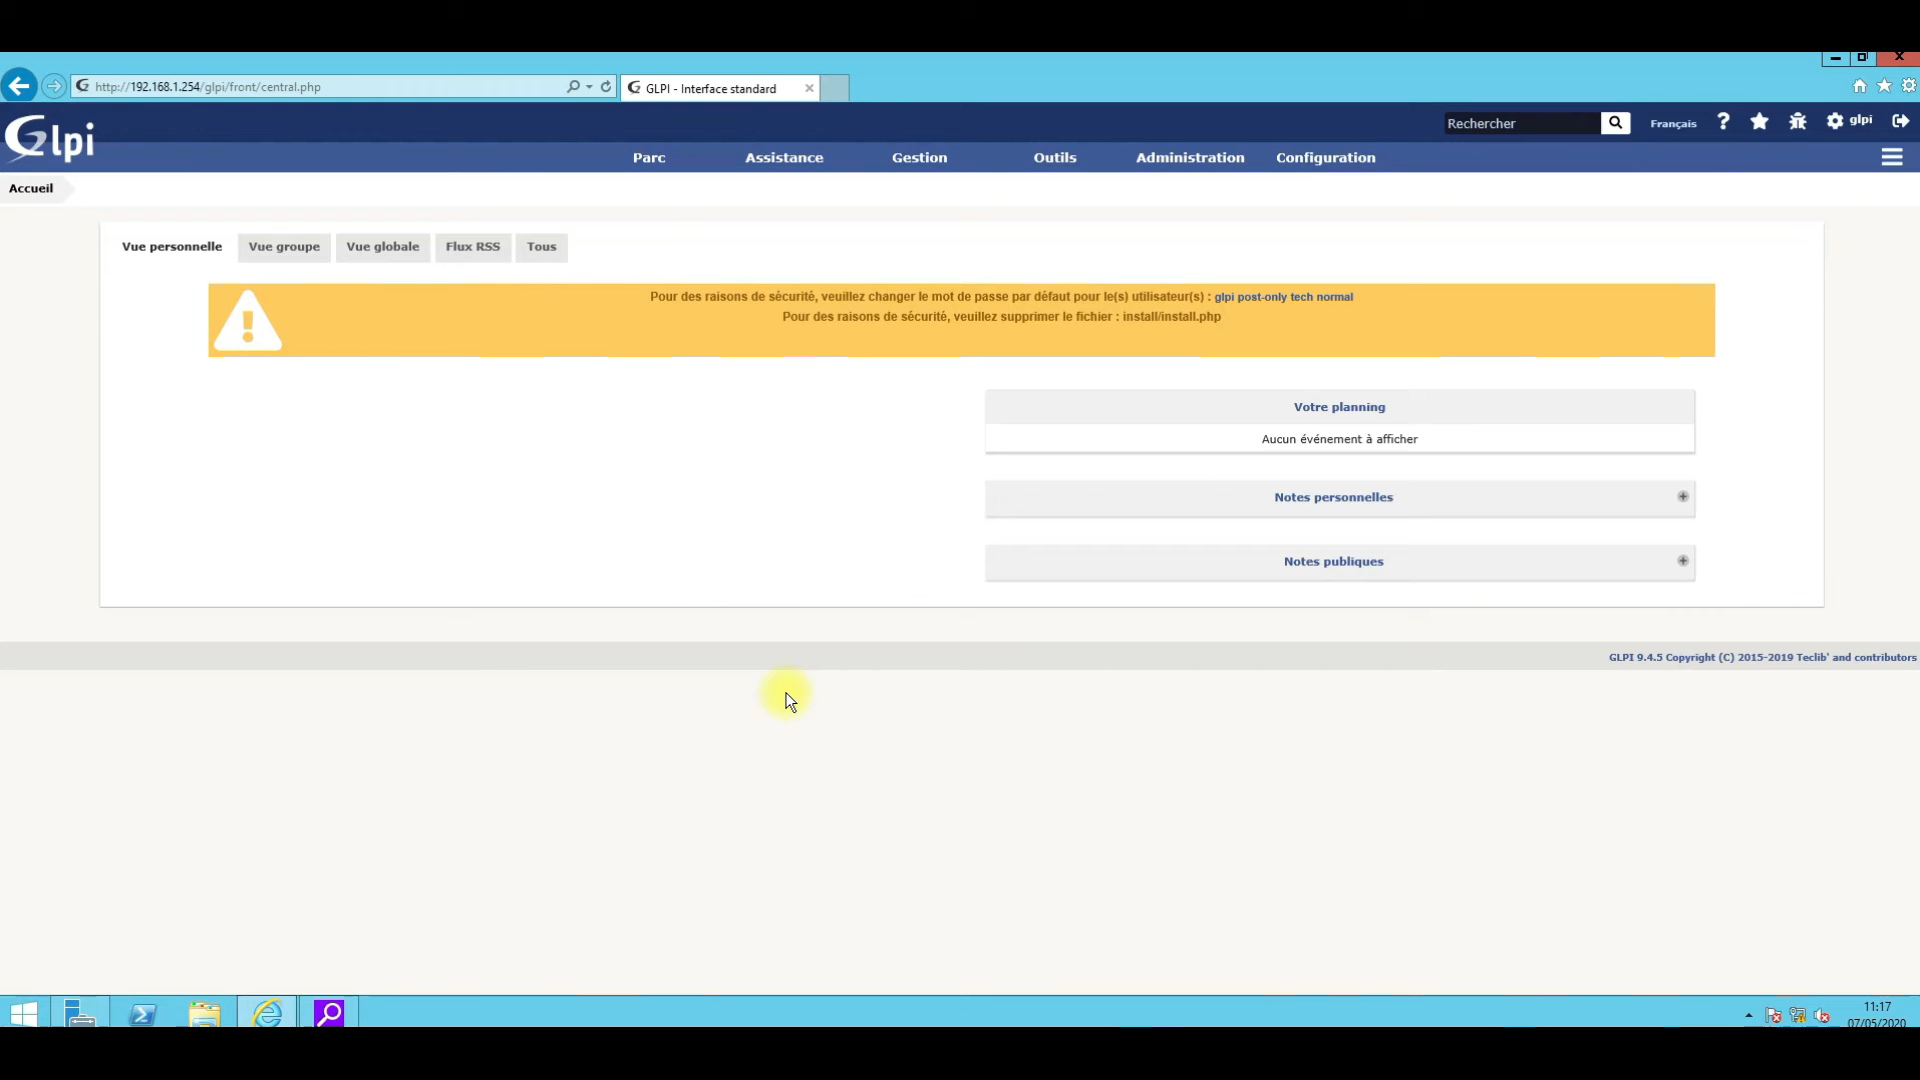 http://192.168.1.254/glpi/front/central.php
GLPI - Interface standard
Glpi
Rechercher
Français
glpi
Parc
Assistance
Gestion
Outils
Administration
Configuration
Accueil
Vue personnelle
Vue groupe
Vue globale
Flux RSS
Tous
Pour des raisons de sécurité, veuillez changer le mot de passe par défaut pour le(s) utilisateur(s) : glpi post-only tech normal
Pour des raisons de sécurité, veuillez supprimer le fichier : install/install.php
Votre planning
Aucun événement à afficher
Notes personnelles
Notes publiques
GLPI 9.4.5 Copyright (C) 2015-2019 Teclib' and contributors
11:17
07/05/2020